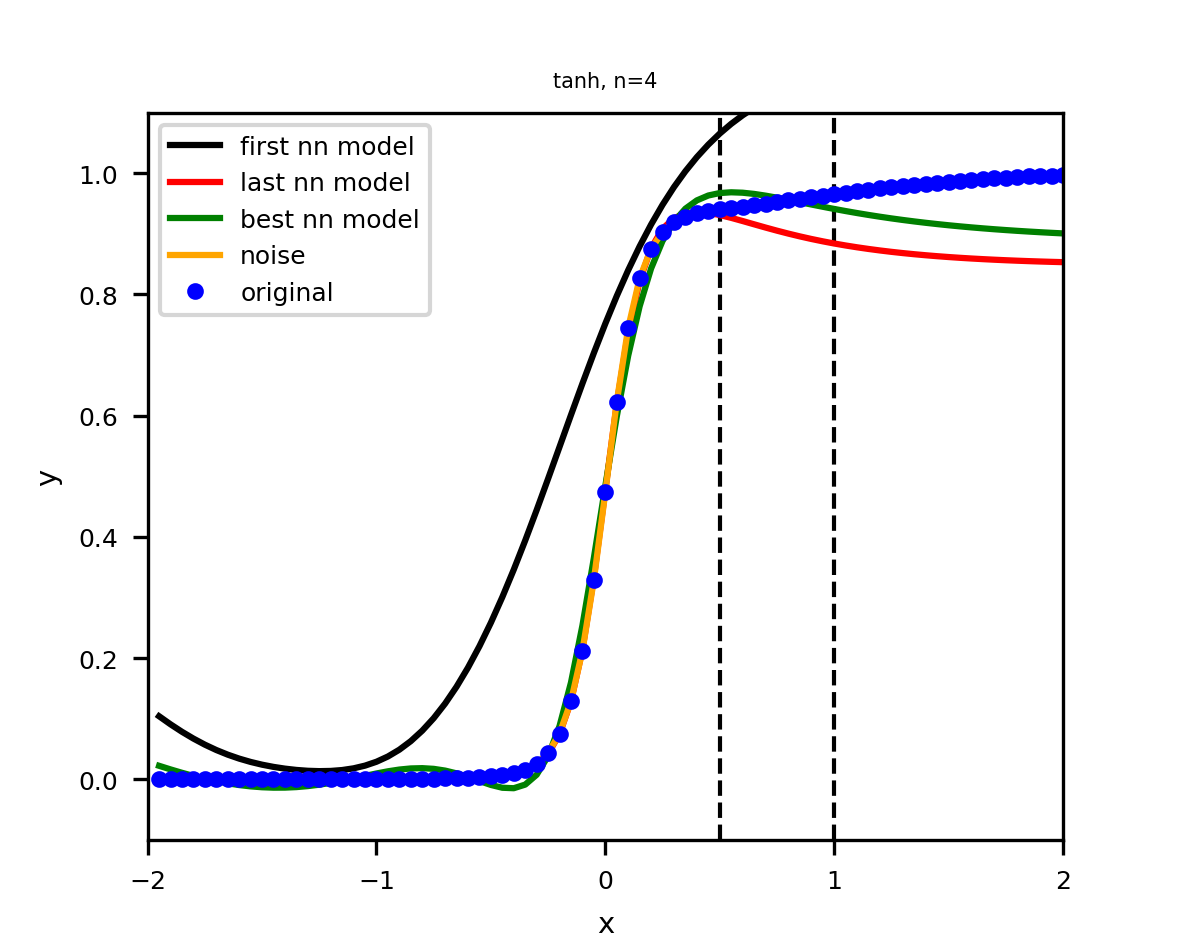 tanh, n=4
first nn model
last nn model
best nn model
noise
original
1.0
0.8
0.6
0.4
0.2
0.0
y
−2
−1
0
1
2
x